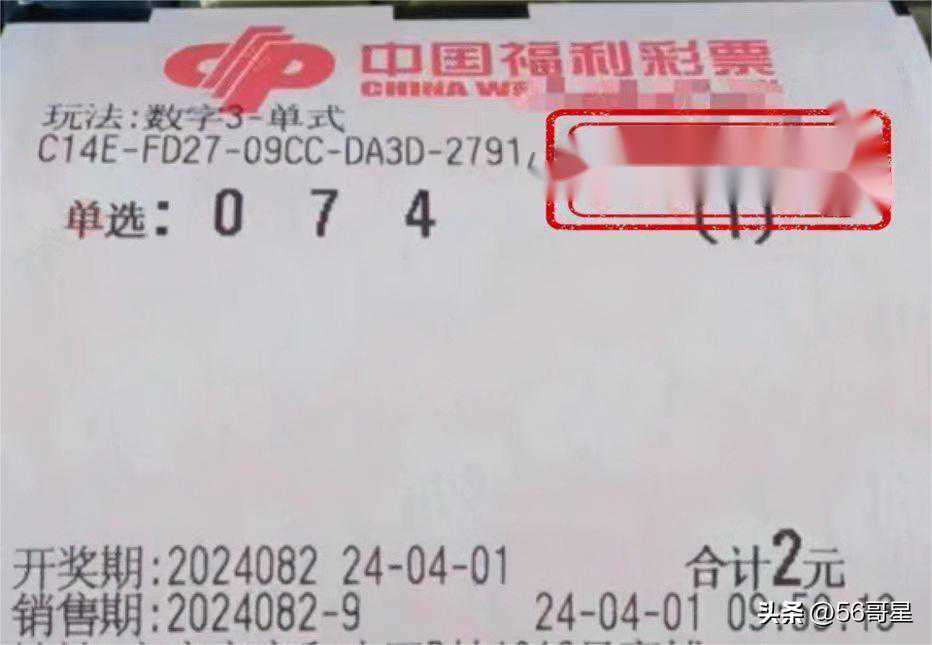 中国福利彩票
CHINA WE
玩法:数字3-单式
C14E-FD27-09CC-DA3D-2791
单选: 0 7 4
(1)
开奖期:2024082 24-04-01 合计2元
销售期:2024082-9 24-04-01
头条 @56哥星